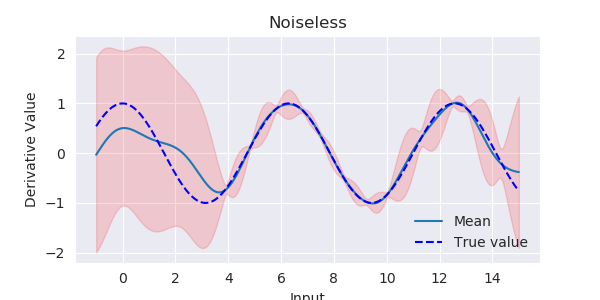 Noiseless
Derivative Value
2
1
0
−1
−2
Mean
True value
0 2 4 6 8 10 12 14
Input